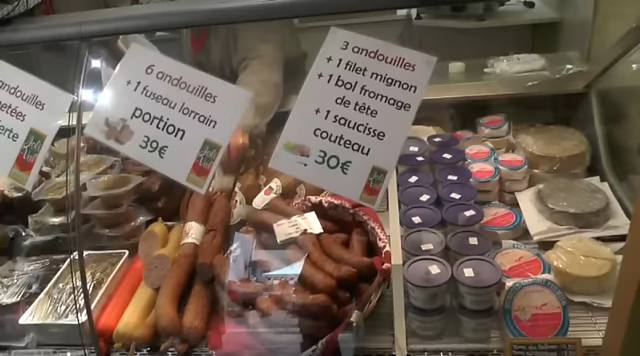 andouilles
etées
erte
6 andouilles
+ 1 fuseau lorrain
portion
39€
3 andouilles
+ 1 filet mignon
+ 1 bol fromage
de tête
+ 1 saucisse
couteau
30€